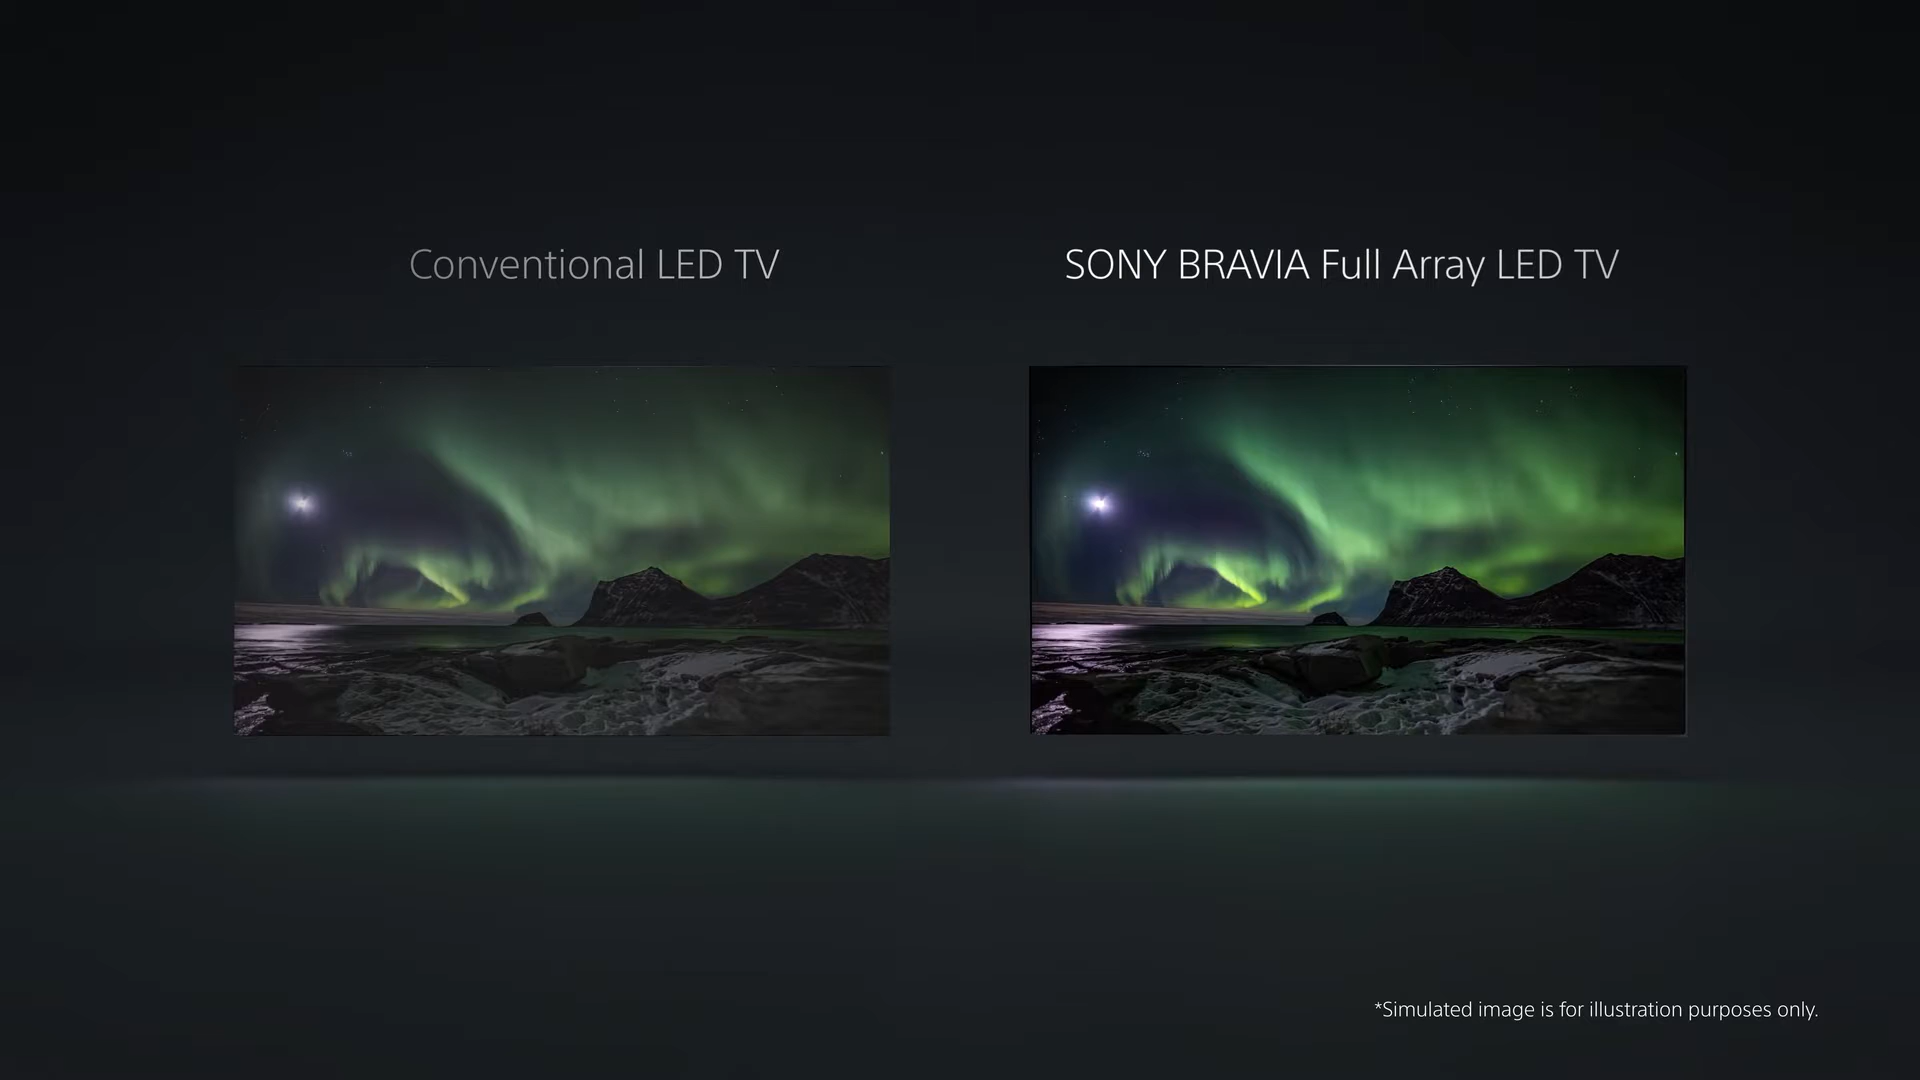 Conventional LED TV
SONY BRAVIA Full Array LED TV
*Simulated image is for illustration purposes only.